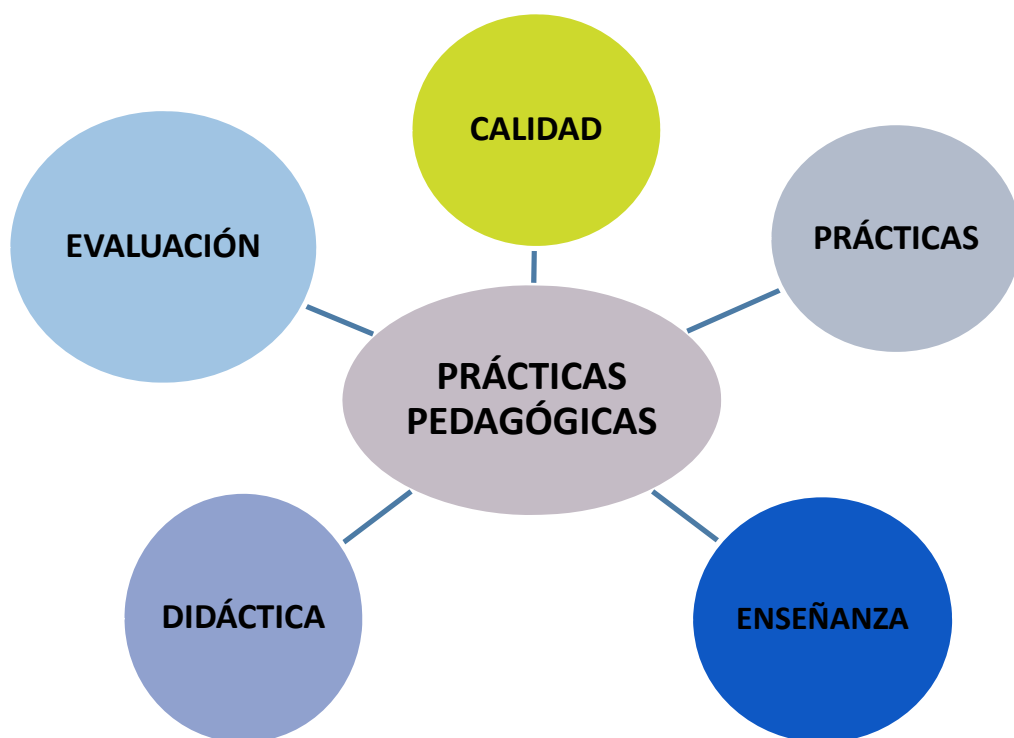 CALIDAD
EVALUACIÓN
PRÁCTICAS
PRÁCTICAS
PEDAGÓGICAS
DIDÁCTICA
ENSEÑANZA